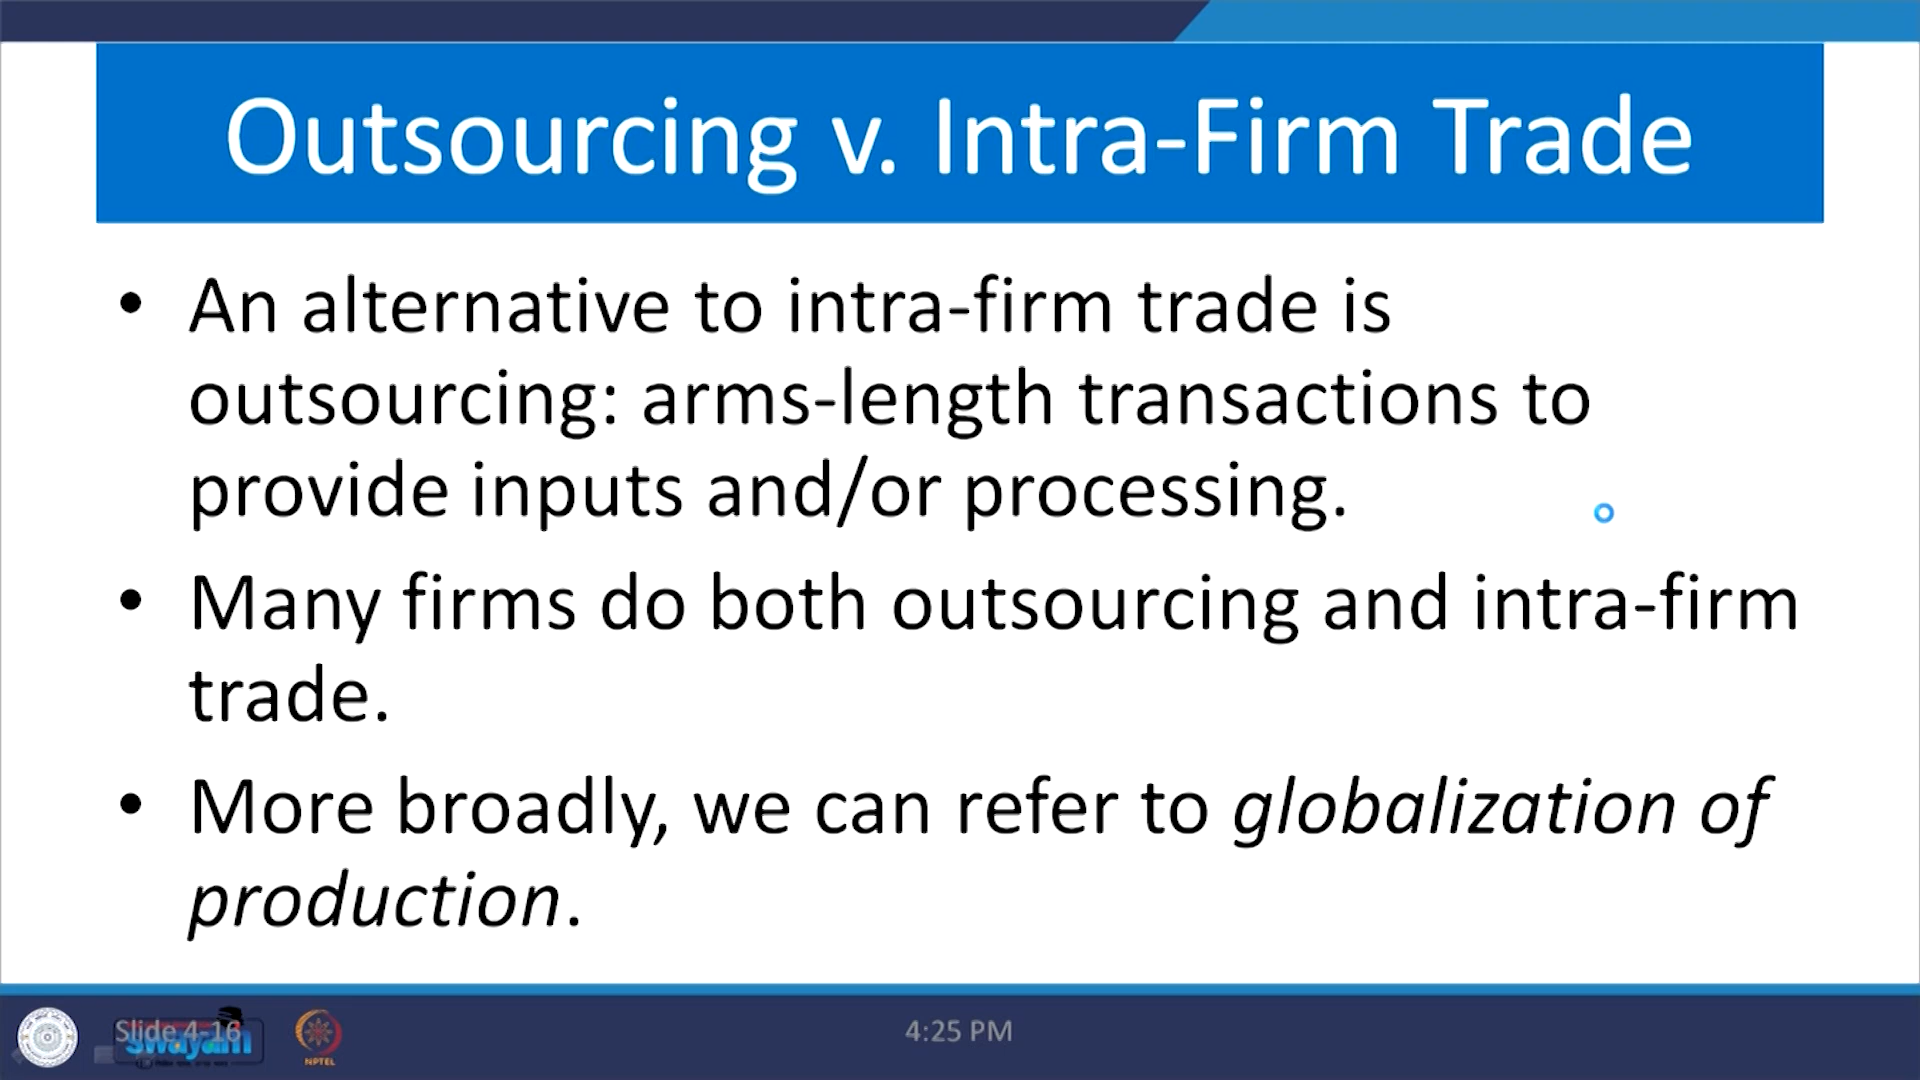 Outsourcing v. Intra-Firm Trade
• An alternative to intra-firm trade is
outsourcing: arms-length transactions to
provide inputs and/or processing.
• Many firms do both outsourcing and intra-firm
trade.
• More broadly, we can refer to globalization of
production.
Slide 4-16
swayam
NPTEL
4:25 PM